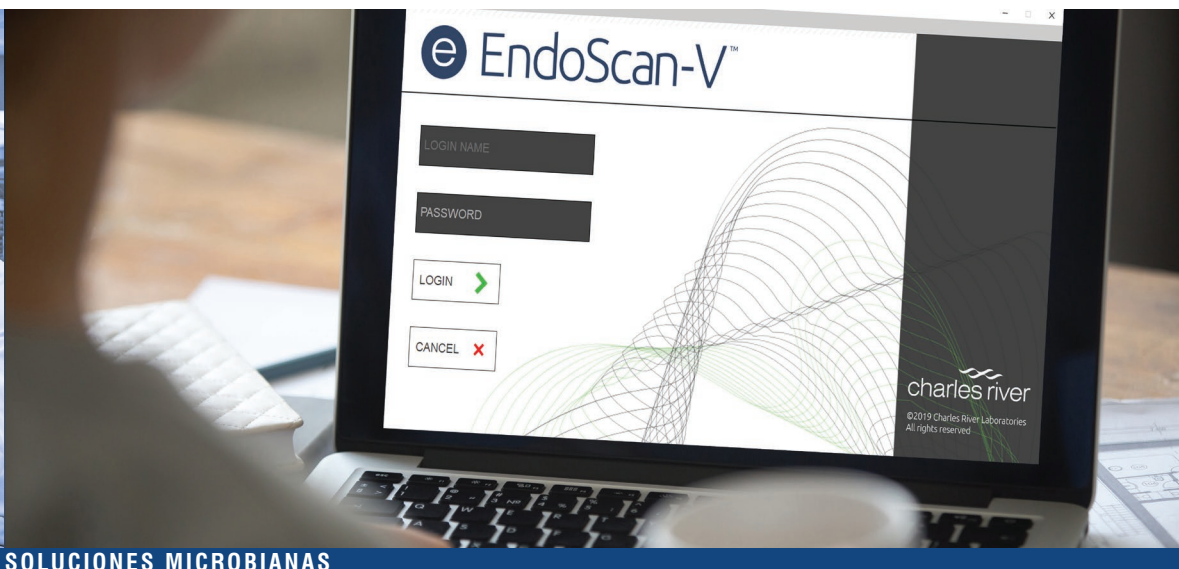 e EndoScan-V™
LOGIN NAME
PASSWORD
LOGIN
CANCEL X
charles river
©2019 Charles River Laboratories
All rights reserved
SOLUCIONES MICROBIANAS